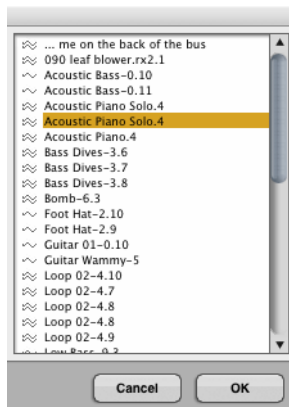 ... me on the back of the bus
090 leaf blower.rx2.1
Acoustic Bass-0.10
Acoustic Bass-0.11
Acoustic Piano Solo.4
Acoustic Piano Solo.4
Acoustic Piano.4
Bass Dives-3.6
Bass Dives-3.7
Bass Dives-3.8
Bomb-6.3
Foot Hat-2.10
Foot Hat-2.9
Guitar 01-0.10
Guitar Wammy-5
Loop 02-4.10
Loop 02-4.7
Loop 02-4.8
Loop 02-4.8
Loop 02-4.9
Low Bass-9.3
Cancel OK